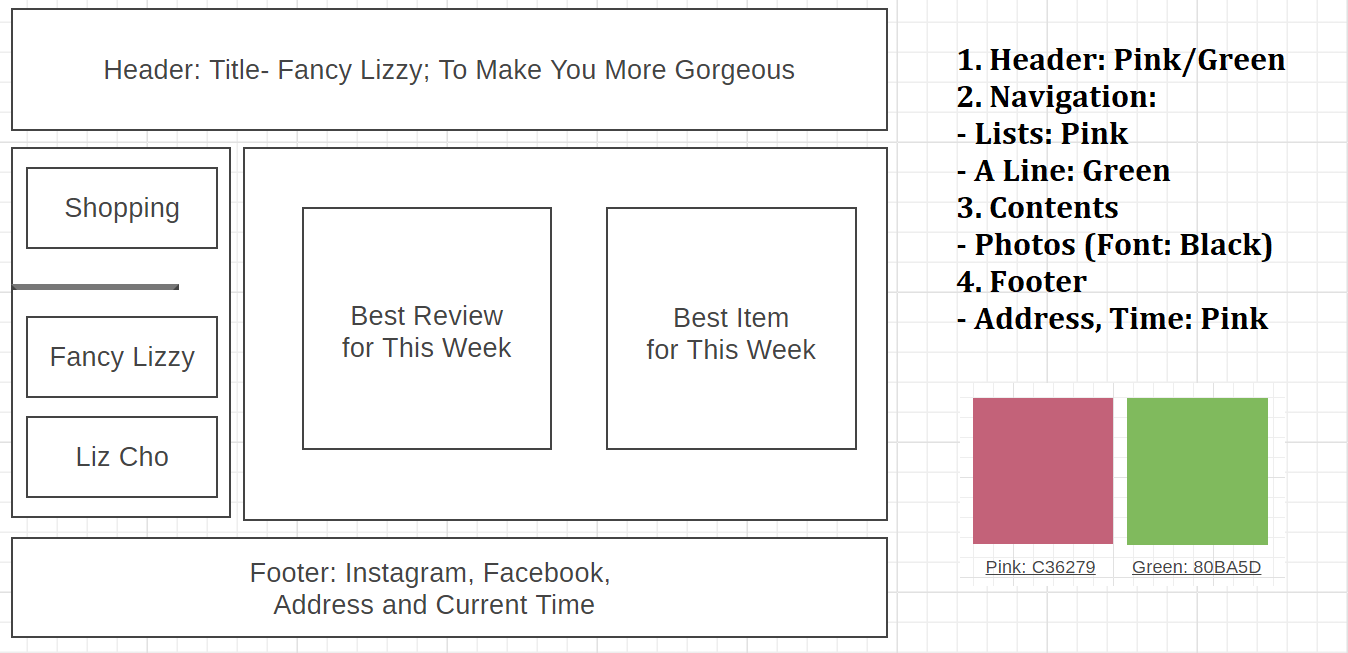 Header: Title- Fancy Lizzy; To Make You More Gorgeous
Shopping
Fancy Lizzy
Liz Cho
Best Review
for This Week
Best Item
for This Week
Footer: Instagram, Facebook,
Address and Current Time
1. Header: Pink/Green
2. Navigation:
- Lists: Pink
- A Line: Green
3. Contents
- Photos (Font: Black)
4. Footer
- Address, Time: Pink
Pink: C36279
Green: 80BA5D